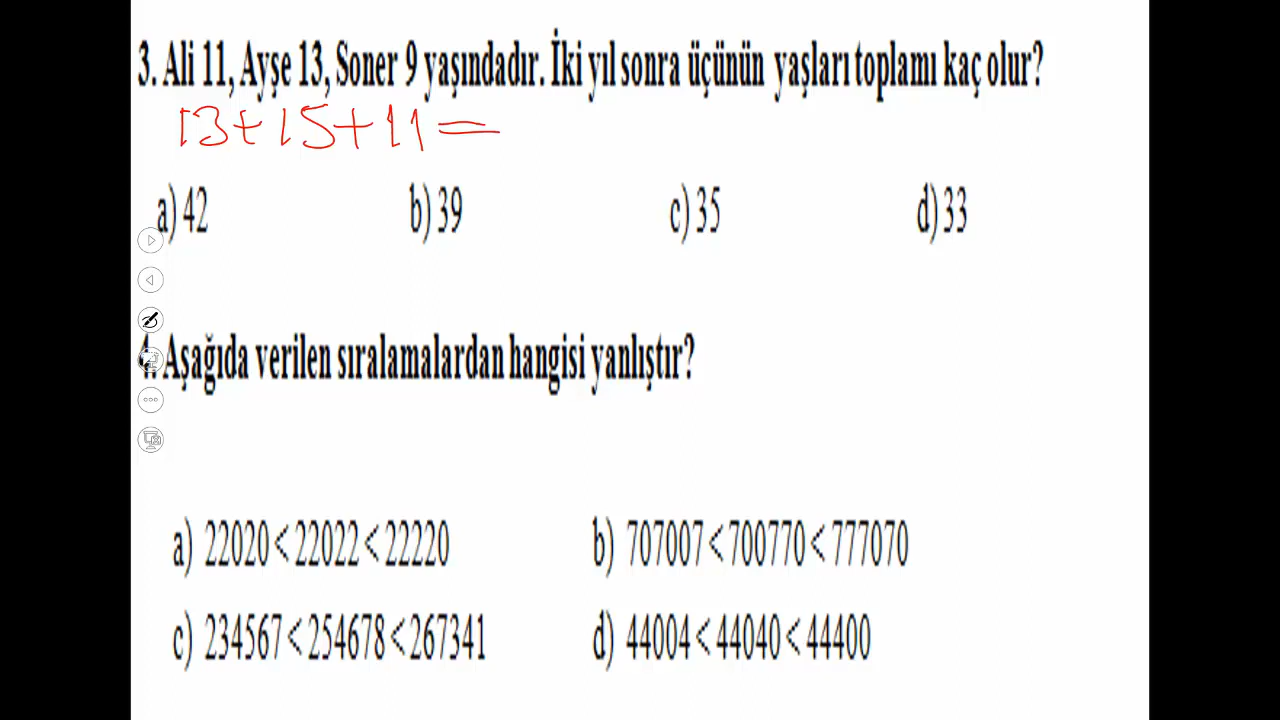 3. Ali 11, Ayşe 13, Soner 9 yaşındadır. İki yıl sonra üçünün yaşları toplamı kaç olur?
13+15+11=
a) 42 b) 39 c) 35 d) 33
4. Aşağıda verilen sıralamalardan hangisi yanlıştır?
a) 22020<22022<22220 b) 707007<700770<777070
c) 234567<254678<267341 d) 44004<44040<44400